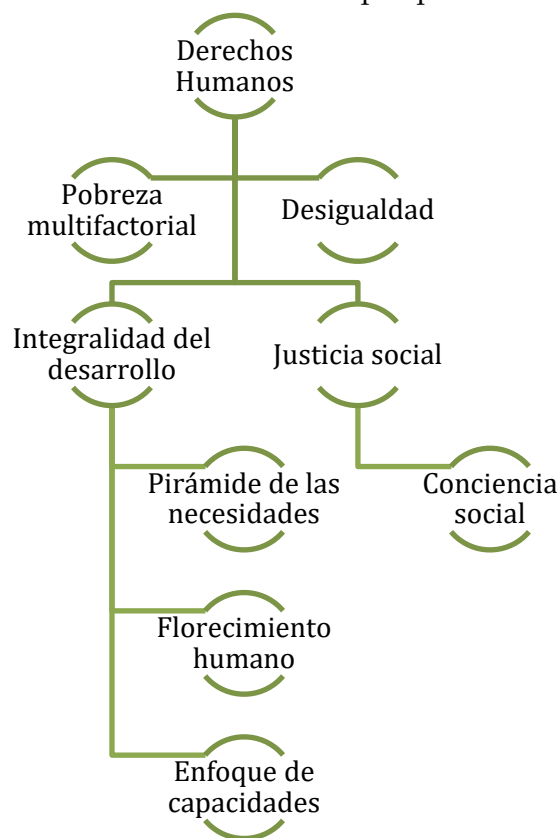 Derechos
Humanos
Pobreza
multifactorial
Desigualdad
Integralidad del
desarrollo
Justicia social
Pirámide de las
necesidades
Conciencia
social
Florecimiento
humano
Enfoque de
capacidades